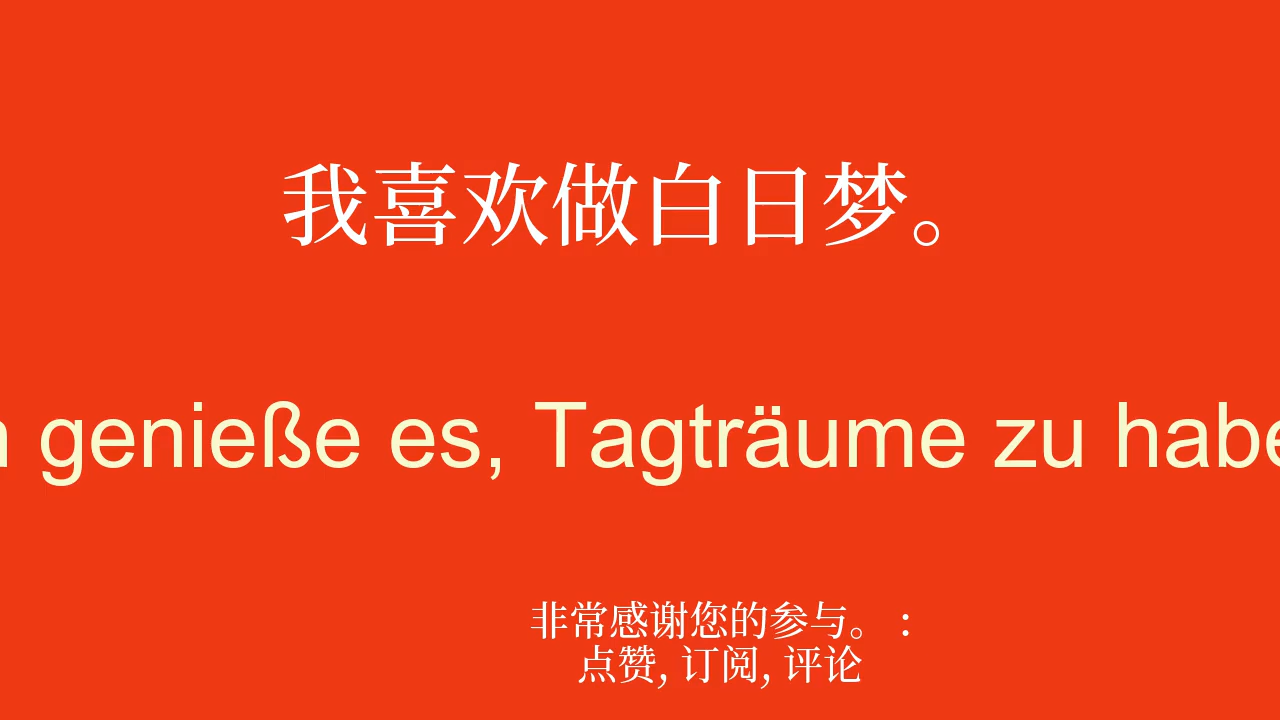 我喜欢做白日梦。
genieße es, Tagträume zu habe
非常感谢您的参与。 :
点赞, 订阅, 评论